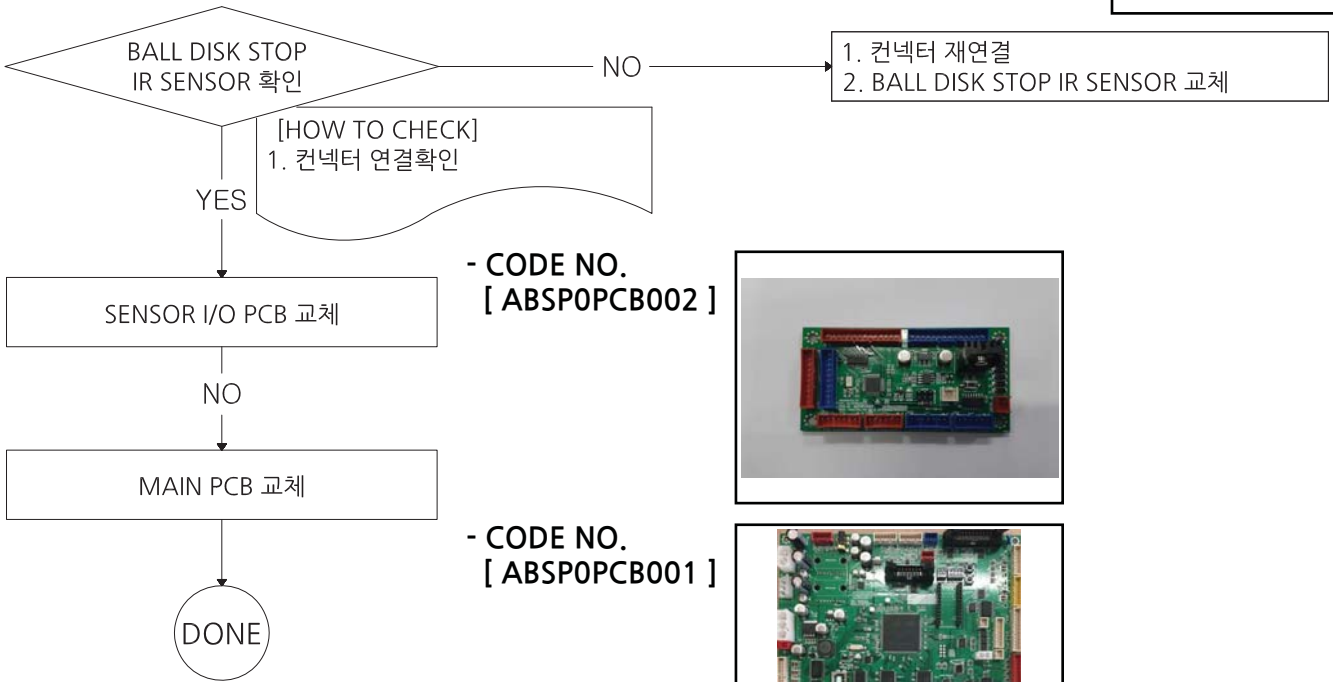 BALL DISK STOP
IR SENSOR 확인
NO
1. 컨넥터 재연결
2. BALL DISK STOP IR SENSOR 교체
[HOW TO CHECK]
1. 컨넥터 연결확인
YES
- CODE NO.
[ ABSP0PCB002 ]
SENSOR I/O PCB 교체
NO
MAIN PCB 교체
- CODE NO.
[ ABSP0PCB001 ]
DONE